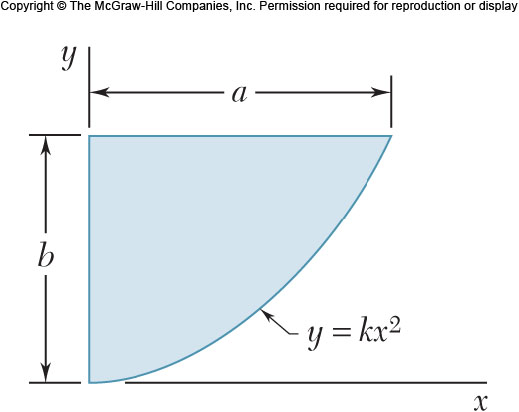 Copyright © The McGraw-Hill Companies, Inc. Permission required for reproduction or display
y
a
b
y = kx²
x